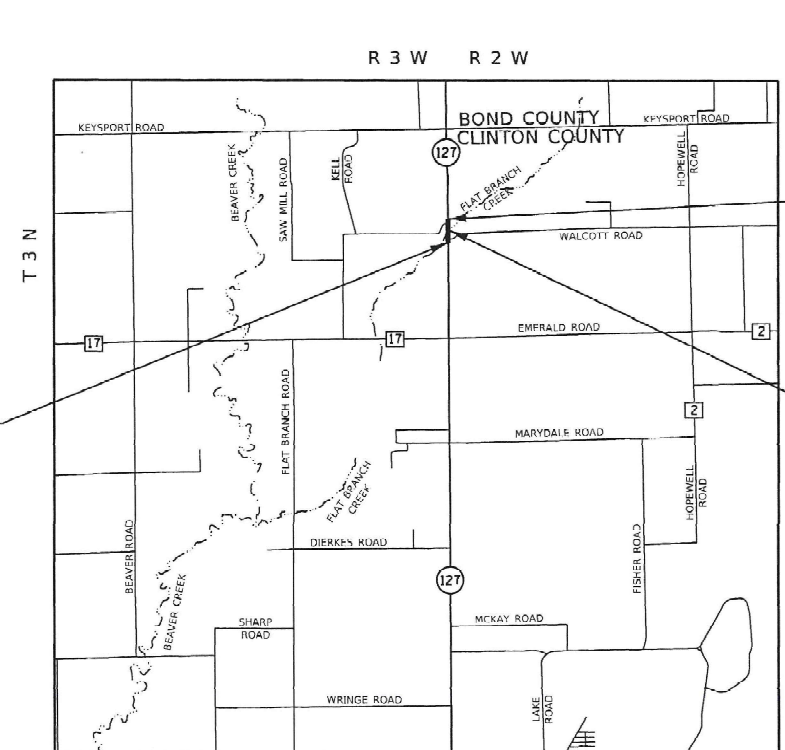 R 3 W R 2 W
BOND COUNTY
KEYSPORT ROAD
KEYSPORT ROAD
CLINTON COUNTY
127
HOPEWELL
ROAD
BEAVER CREEK
SAW MILL ROAD
KELL
ROAD
FLAT BRANCH
CREEK
WALCOTT ROAD
T 3 N
EMERALD ROAD
17
17
2
2
FLAT BRANCH ROAD
MARYDALE ROAD
FLAT BRANCH
CREEK
HOPEWELL
ROAD
BEAVER ROAD
DIERKES ROAD
FISHER ROAD
127
BEAVER CREEK
SHARP
ROAD
MCKAY ROAD
WRINGE ROAD
LAKE
ROAD